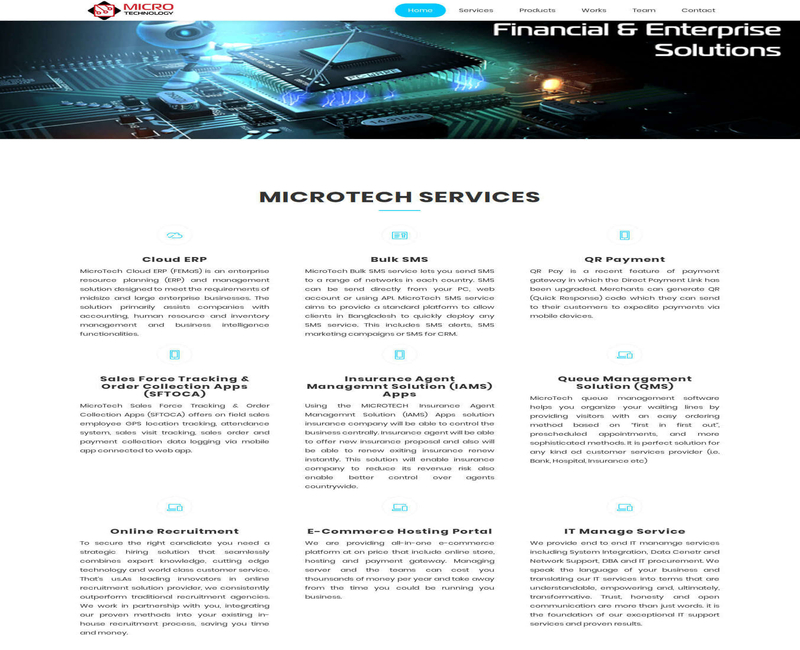 MICRO
TECHNOLOGY
Home
Services
Products
Works
Team
Contact
Financial & Enterprise
Solutions
MICROTECH SERVICES
Cloud ERP
MicroTech Cloud ERP (FEMaS) is an enterprise
resource planning (ERP) and management
solution designed to meet the requirements of
midsize and large enterprise businesses. The
solution primarily assists companies with
accounting, human resource and inventory
management and business intelligence
functionalities.
Bulk SMS
MicroTech Bulk SMS service lets you send SMS
to a range of networks in each country. SMS
can be send directly from your PC, web
account or using API. MicroTech SMS service
aims to provide a standard platform to allow
clients in Bangladesh to quickly deploy any
SMS service. This includes SMS alerts, SMS
marketing campaigns or SMS for CRM.
QR Payment
QR Pay is a recent feature of payment
gateway in which the Direct Payment Link has
been upgraded. Merchants can generate QR
(Quick Response) code which they can send
to their customers to expedite payments via
mobile devices.
Sales Force Tracking &
Order Collection Apps
(SFTOCA)
MicroTech Sales Force Tracking & Order
Collection Apps (SFTOCA) offers on field sales
employee GPS location tracking, attendance
system, sales visit tracking, sales order and
payment collection data logging via mobile
app connected to web app.
Insurance Agent
Managemnt Solution (IAMS)
Apps
Using the MICROTECH Insurance Agent
Managemnt Solution (IAMS) Apps solution
insurance company will be able to control the
business centrally. Insurance agent will be able
to offer new insurance proposal and also will
be able to renew exiting insurance renew
instantly. This solution will enable insurance
company to reduce its revenue risk also
enable better control over agents
countrywide.
Queue Management
Solution (QMS)
MicroTech queue management software
helps you organize your waiting lines by
providing visitors with an easy ordering
method based on "first in first out",
prescheduled appointments, and more
sophisticated methods. It is perfect solution for
any kind od customer services provider (i.e.
Bank, Hospital, Insurance etc)
Online Recruitment
To secure the right candidate you need a
strategic hiring solution that seamlessly
combines expert knowledge, cutting edge
technology and world class customer service.
That's us.As leading innovators in online
recruitment solution provider, we consistently
outperform traditional recruitment agencies.
We work in partnership with you, integrating
our proven methods into your existing in-
house recruitment process, saving you time
and money.
E-Commerce Hosting Portal
We are providing all-in-one e-commerce
platform at on price that include online store,
hosting and payment gateway. Managing
server and the teams can cost you
thounsands of money per year and take away
from the time you could be running you
business.
IT Manage Service
We provide end to end IT mananmge services
including System Integration, Data Cenetr and
Network Support, DBA and IT procurement. We
speak the language of your business and
translating our IT services into terms that are
understandable, empowering and, ultimately,
transformative. Trust, honesty and open
communication are more than just words, it is
the foundation of our exceptional IT support
services and proven results.